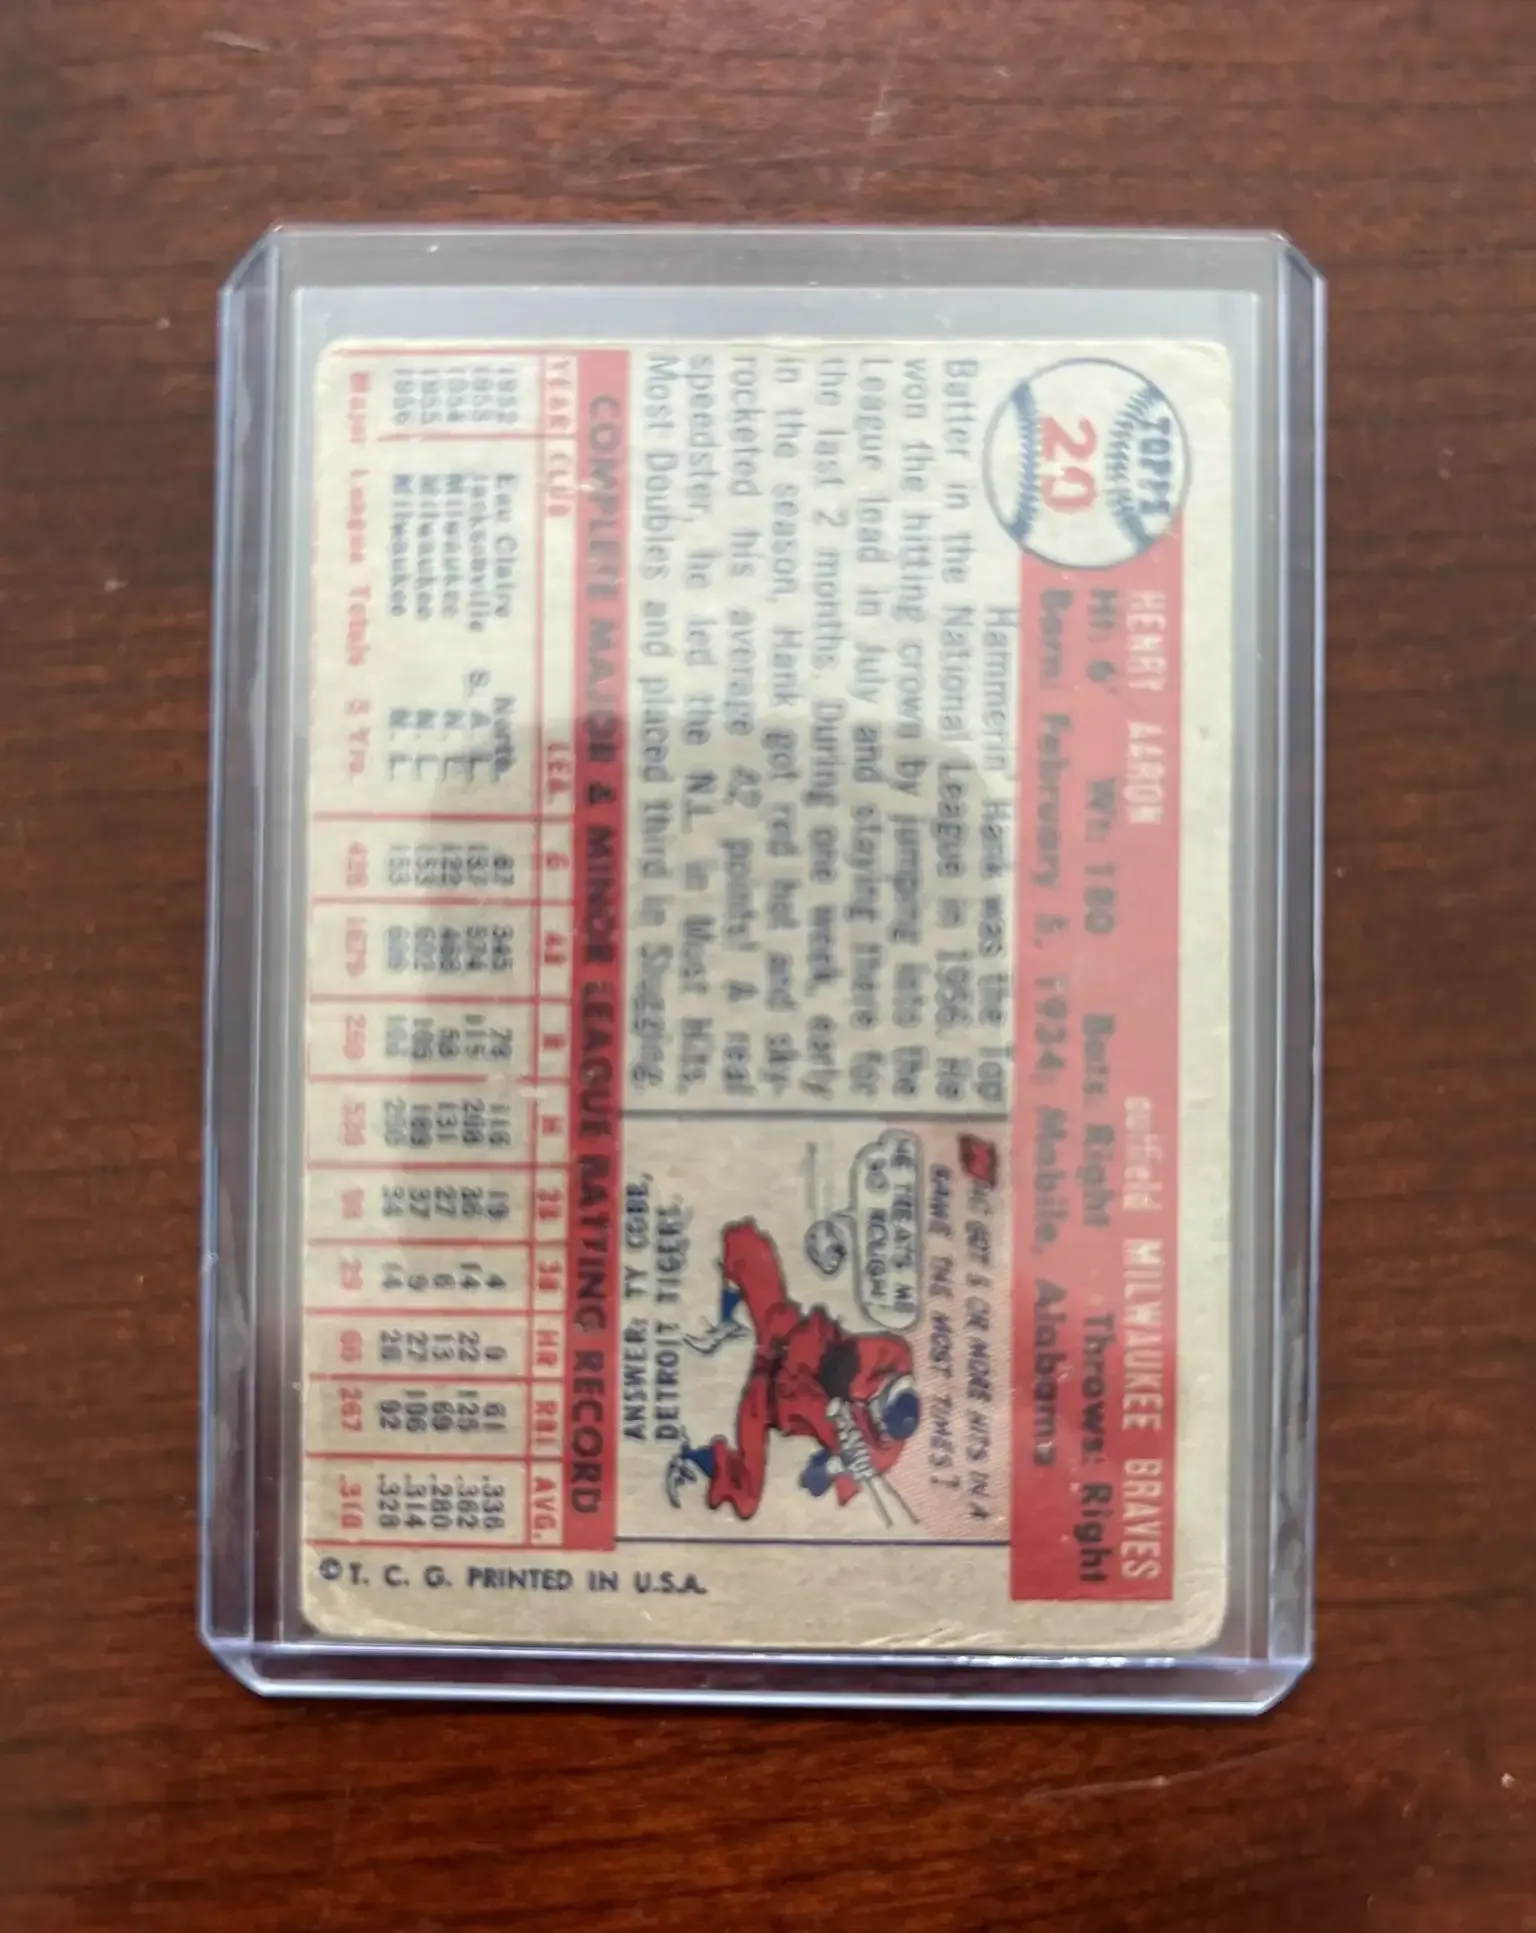 TOPPS
20
HENRY AARON outfield MILWAUKEE BRAVES
Ht: 6' Wt: 180 Bats: Right Throws: Right
Born: February 5, 1934; Mobile, Alabama
Hammerin' Hank was the Top
Batter in the National League in 1956. He
won the hitting crown by jumping into the
League lead in July and staying there for
the last 2 months. During one week, early
in the season, Hank got red hot and sky-
rocketed his average 42 points! A real
speedster, he led the N.L. in Most Hits,
Most Doubles and placed third in Slugging.
GOT 5 OR MORE HITS IN A
GAME THE MOST TIMES?
HE TREATS ME
SO ROUGH!
ANSWER: TY COBB,
DETROIT TIGERS.
COMPLETE MAJOR & MINOR LEAGUE BATTING RECORD
YEAR CLUB LEA. G AB R H 2B 3B HR RBI AVG.
1952 Eau Claire North. 87 345 79 116 19 4 9 61 .336
1953 Jacksonville S. A. L. 137 574 115 208 36 14 22 125 .362
1954 Milwaukee N. L. 122 468 58 131 27 6 13 69 .280
1955 Milwaukee N. L. 153 602 105 189 37 9 27 106 .314
1956 Milwaukee N. L. 153 609 106 200 34 14 26 92 .328
Major League Totals 3 Yrs. 428 1679 269 520 98 29 66 267 .310
© T. C. G. PRINTED IN U.S.A.